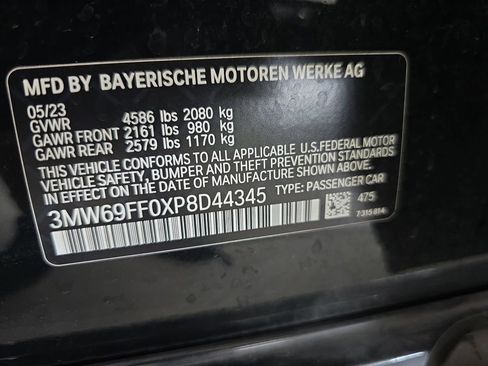 MFD BY BAYERISCHE MOTOREN WERKE AG
05/23
GVWR 4586 lbs 2080 kg
GAWR FRONT 2161 lbs 980 kg
GAWR REAR 2579 lbs 1170 kg
THIS VEHICLE CONFORMS TO ALL APPLICABLE U.S.FEDERAL MOTOR
VEHICLE SAFETY, BUMPER AND THEFT PREVENTION STANDARDS
IN EFFECT ON THE DATE OF MANUFACTURE SHOWN ABOVE.
3MW69FF0XP8D44345 TYPE: PASSENGER CAR
475
7 315 814